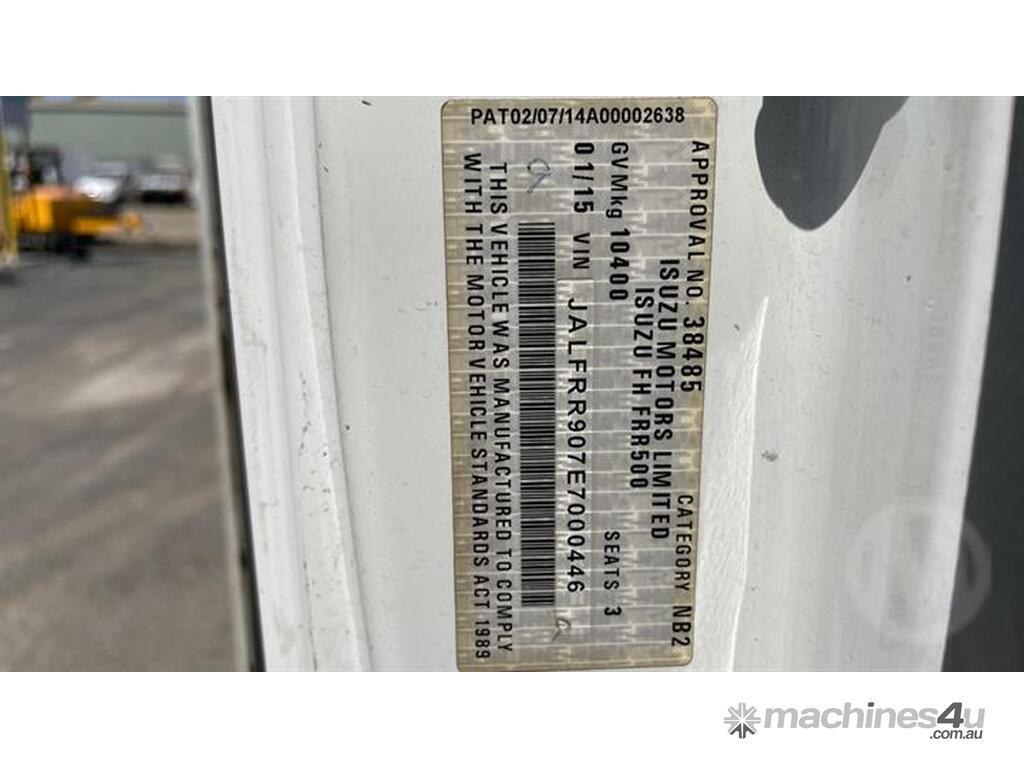 PAT02/07/14A00002638
APPROVAL NO. 38485 CATEGORY NB2
ISUZU MOTORS LIMITED
ISUZU FH FRR500
GVMkg 10400 SEATS 3
01/15 VIN JALFRR907E7000446
THIS VEHICLE WAS MANUFACTURED TO COMPLY
WITH THE MOTOR VEHICLE STANDARDS ACT 1989
machines4u
.com.au